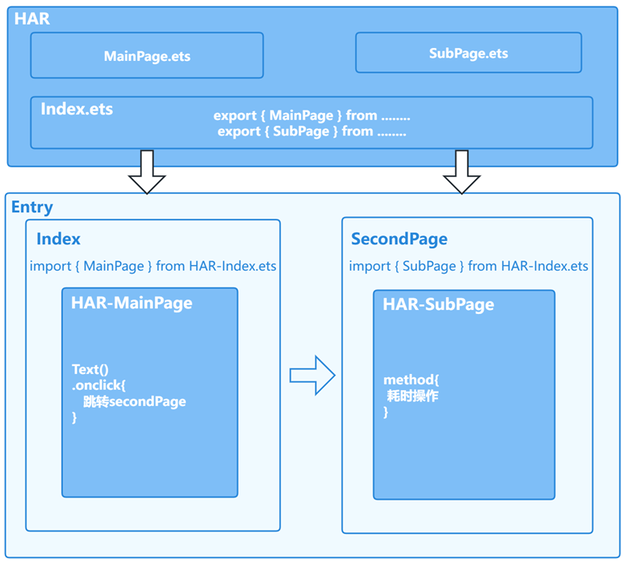 HAR
MainPage.ets
SubPage.ets
Index.ets
export { MainPage } from ........
export { SubPage } from ........
Entry
Index
import { MainPage } from HAR-Index.ets
HAR-MainPage
Text()
.onclick{
跳转secondPage
}
SecondPage
import { SubPage } from HAR-Index.ets
HAR-SubPage
method{
耗时操作
}